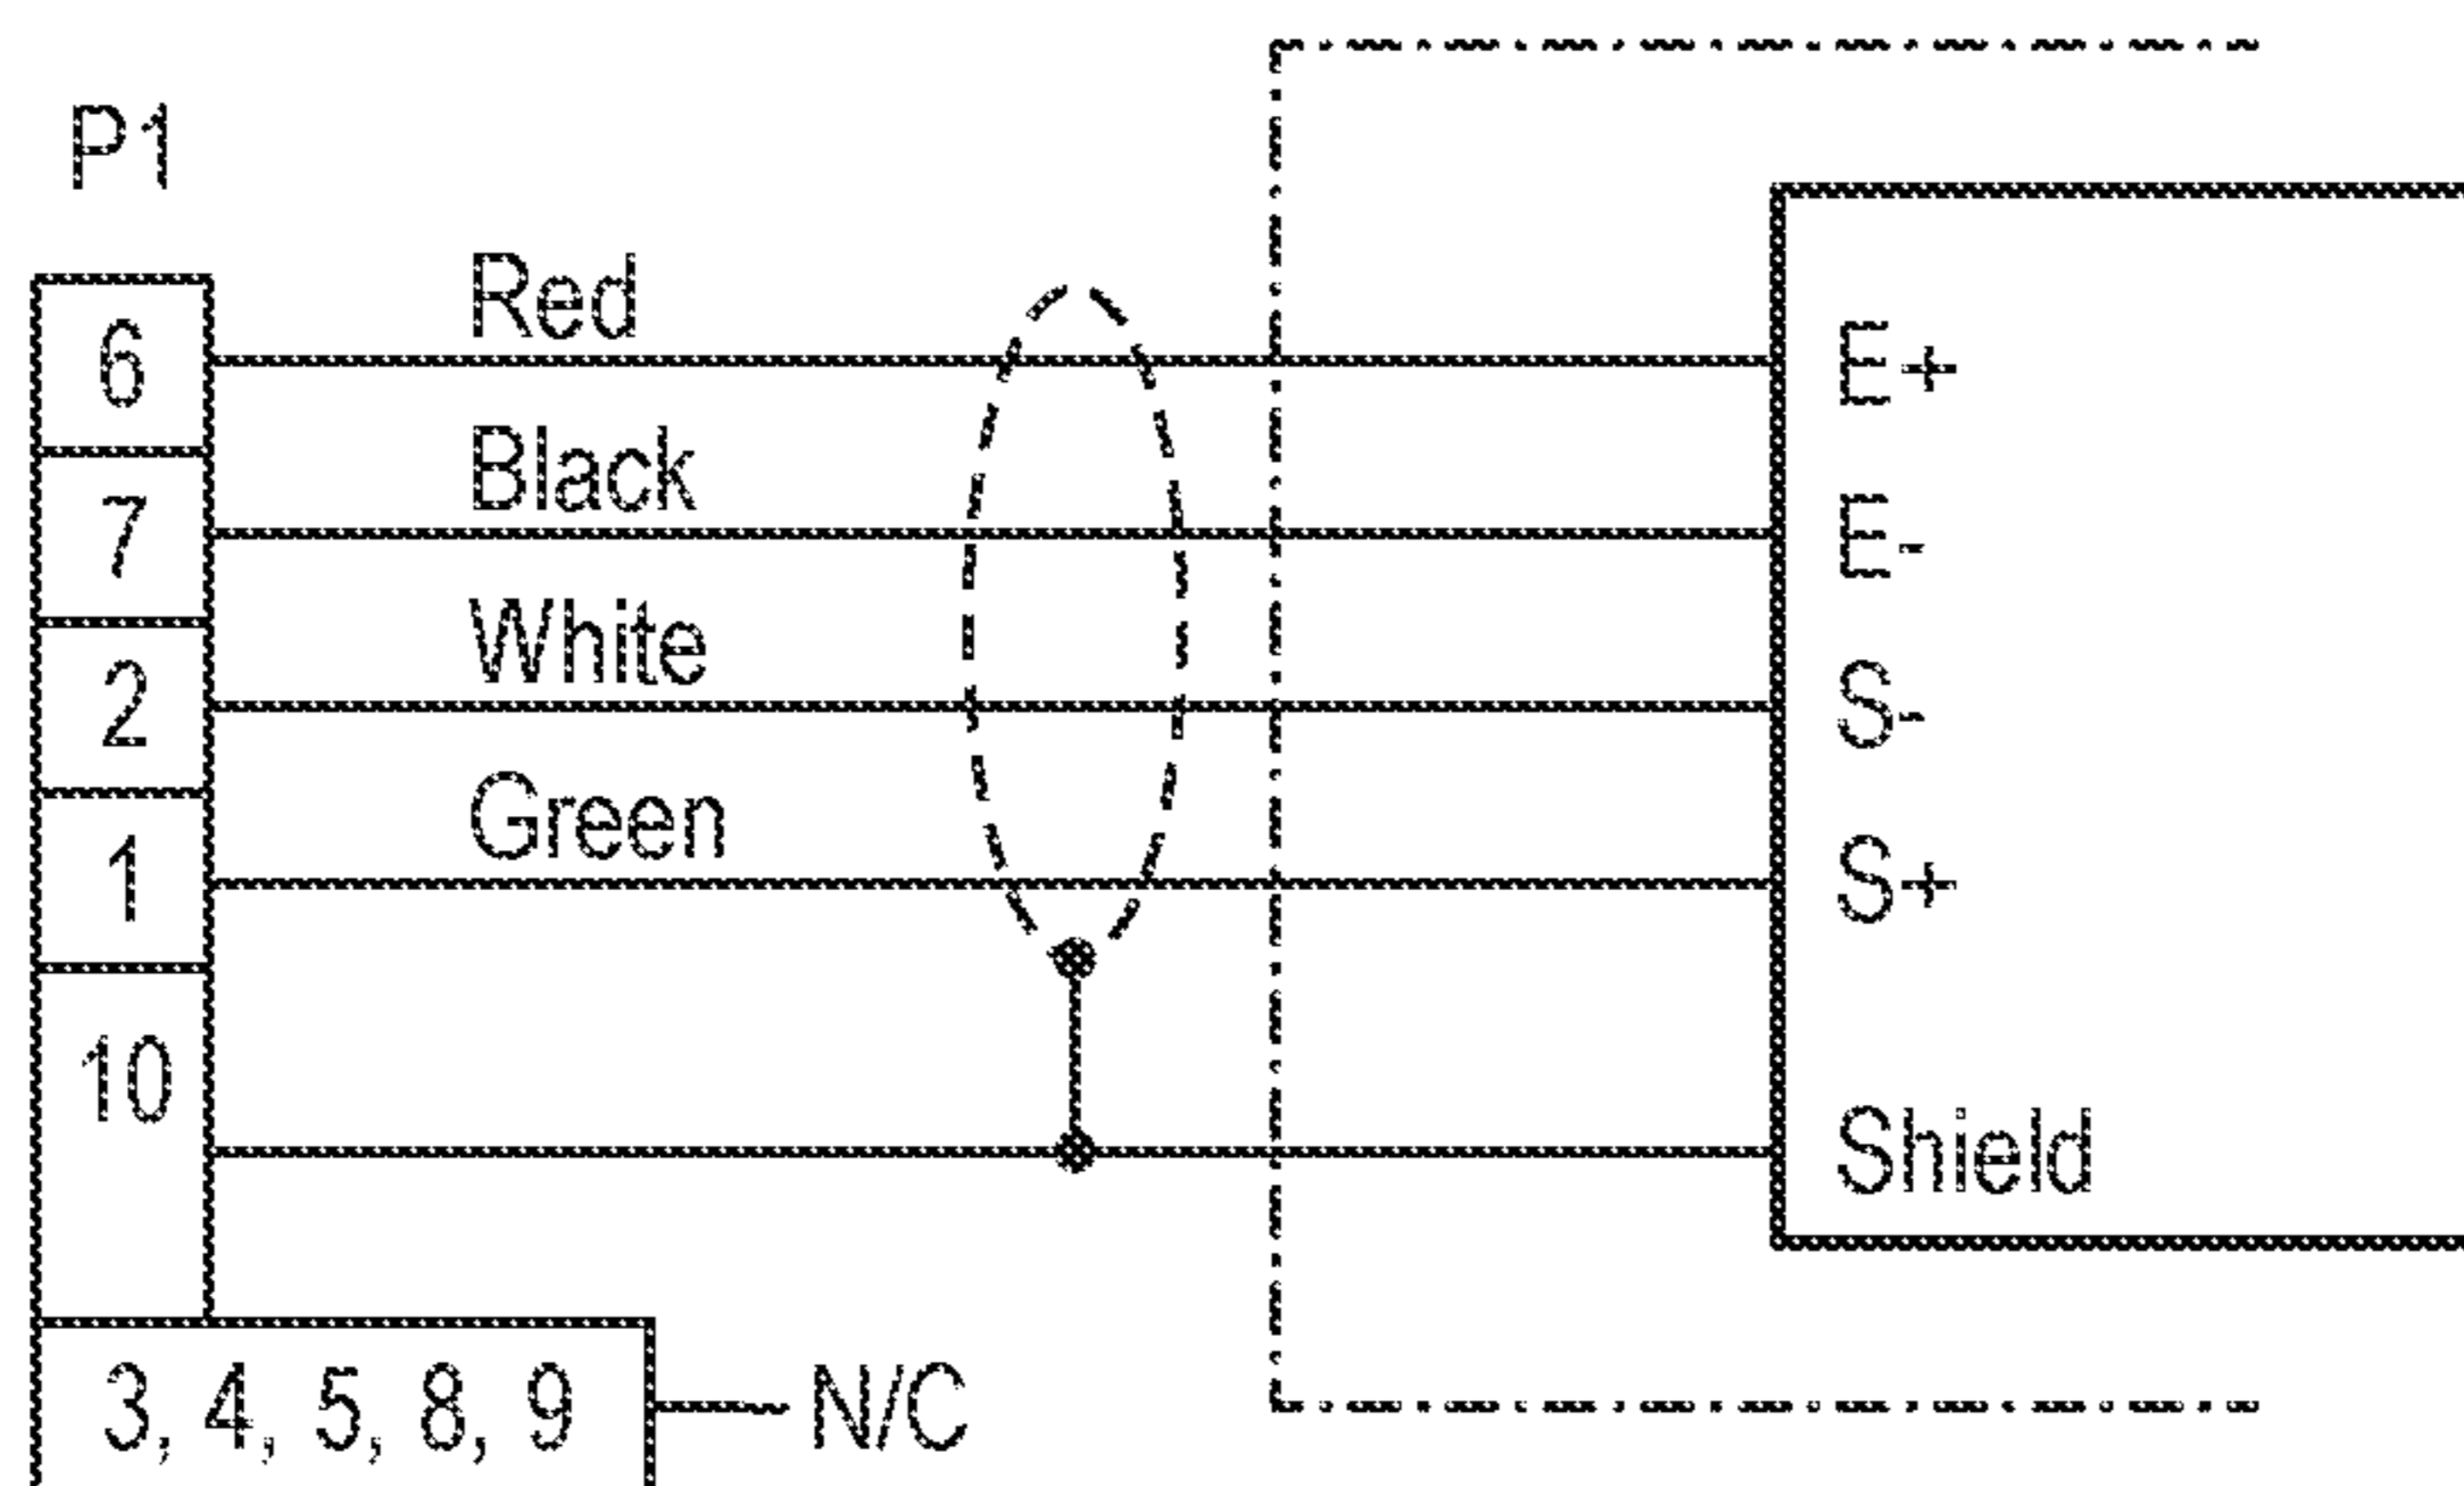 P1
6 Red E+
7 Black E-
2 White S-
1 Green S+
10 Shield
3, 4, 5, 8, 9 N/C